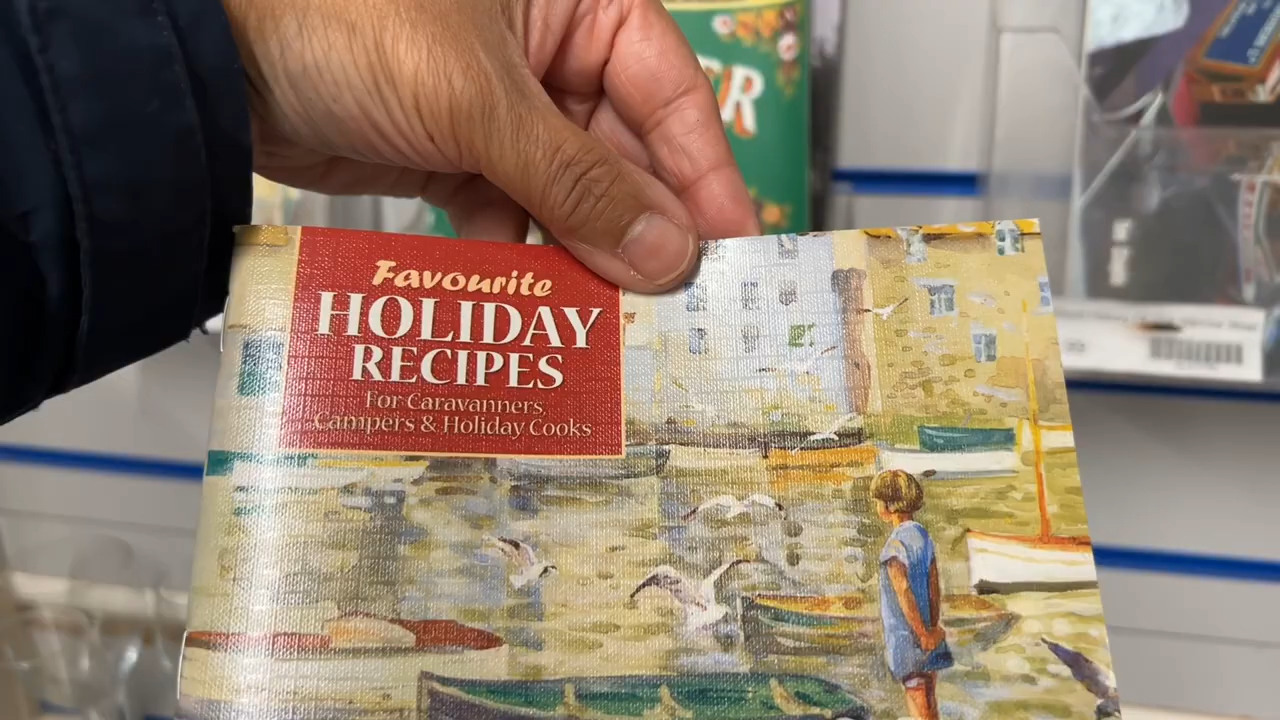 Favourite
HOLIDAY
RECIPES
For Caravanners,
Campers & Holiday Cooks